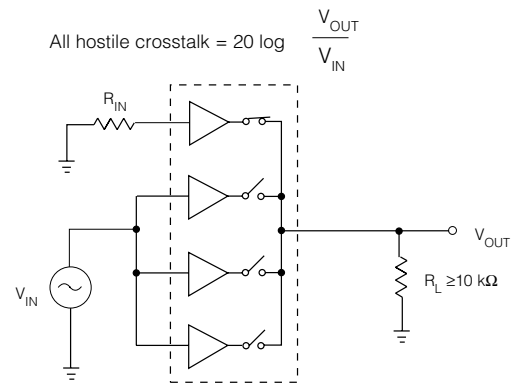 All hostile crosstalk = 20 log V_OUT / V_IN
R_IN
V_IN
V_OUT
R_L ≥10 kΩ